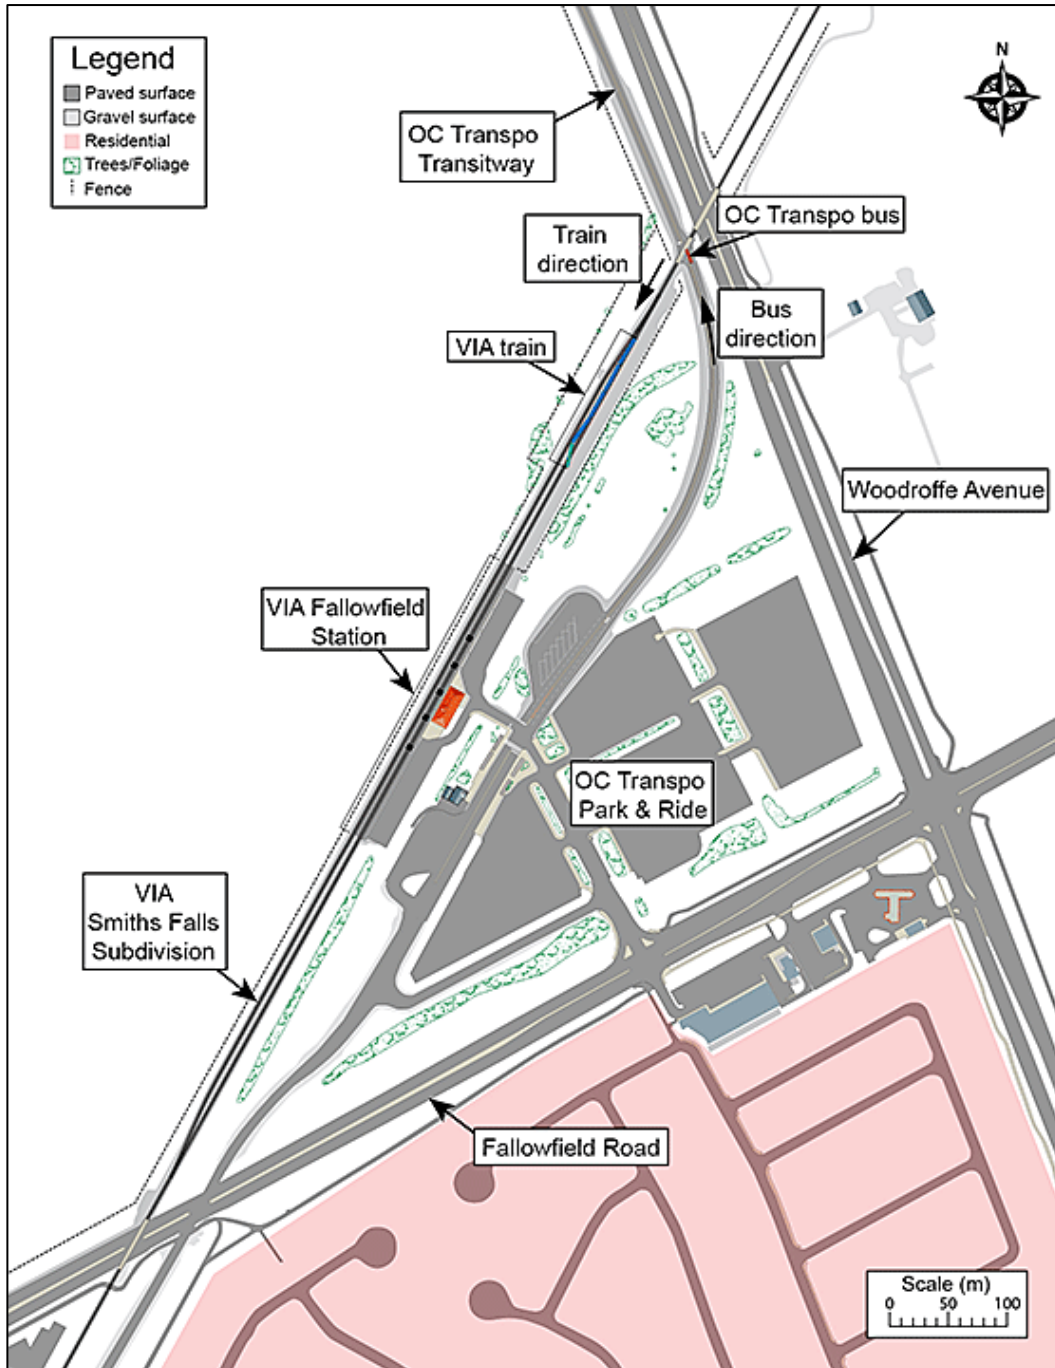 Legend
Paved surface
Gravel surface
Residential
Trees/Foliage
Fence
N
OC Transpo
Transitway
OC Transpo bus
Train
direction
Bus
direction
VIA train
Woodroffe Avenue
VIA Fallowfield
Station
OC Transpo
Park & Ride
VIA
Smiths Falls
Subdivision
Fallowfield Road
Scale (m)
0 50 100